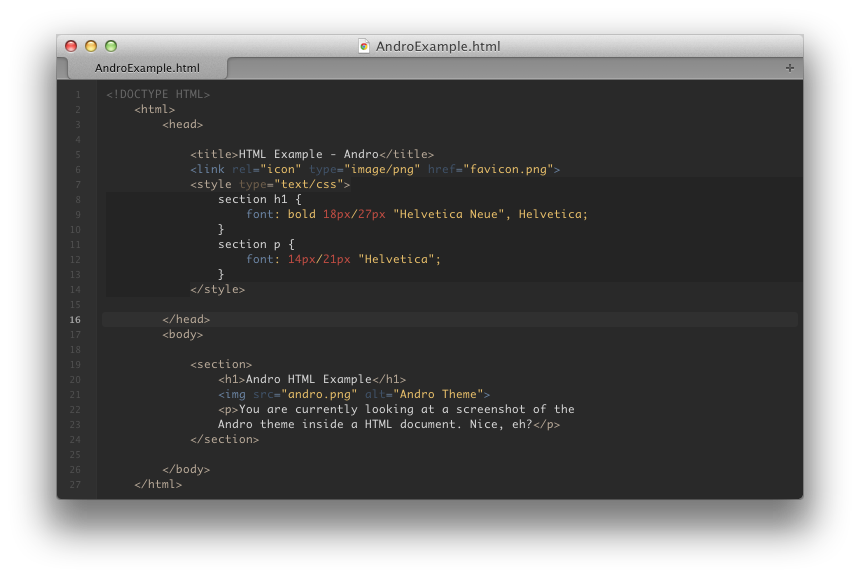 AndroExample.html
AndroExample.html
1 <!DOCTYPE HTML>
2 <html>
3 <head>
4
5 <title>HTML Example - Andro</title>
6 <link rel="icon" type="image/png" href="favicon.png">
7 <style type="text/css">
8 section h1 {
9 font: bold 18px/27px "Helvetica Neue", Helvetica;
10 }
11 section p {
12 font: 14px/21px "Helvetica";
13 }
14 </style>
15
16 </head>
17 <body>
18
19 <section>
20 <h1>Andro HTML Example</h1>
21 <img src="andro.png" alt="Andro Theme">
22 <p>You are currently looking at a screenshot of the
23 Andro theme inside a HTML document. Nice, eh?</p>
24 </section>
25
26 </body>
27 </html>